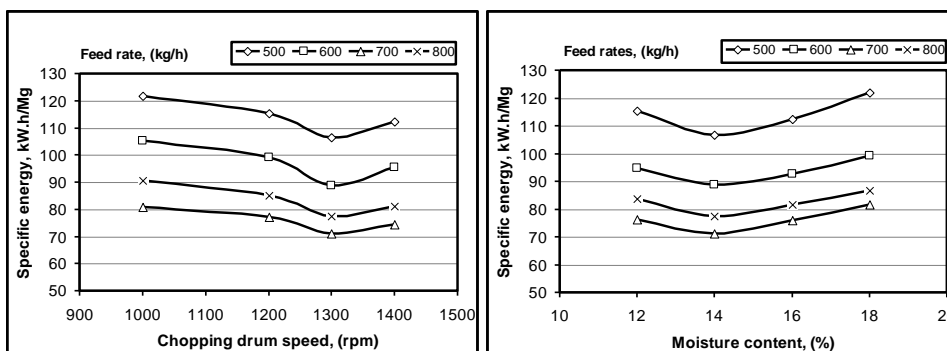 Feed rate, (kg/h) 500 600 700 800
130
120
110
100
90
80
70
60
50
Specific energy, kW.h/Mg
900 1000 1100 1200 1300 1400 1500
Chopping drum speed, (rpm)
Feed rates, (kg/h) 500 600 700 800
130
120
110
100
90
80
70
60
50
Specific energy, kW.h/Mg
10 12 14 16 18 2
Moisture content, (%)